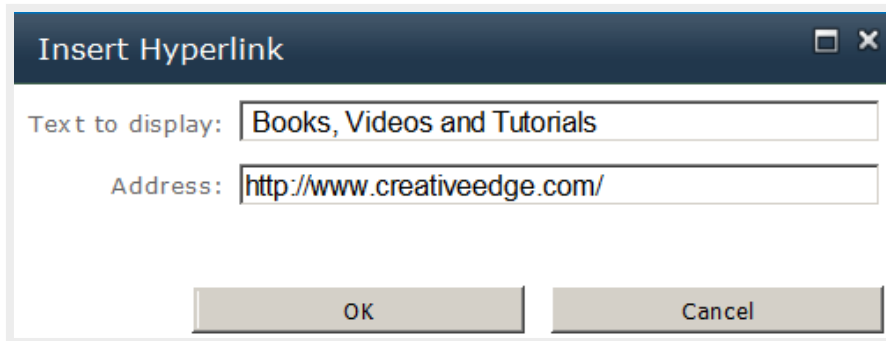 Insert Hyperlink
Text to display: Books, Videos and Tutorials
Address: http://www.creativeedge.com/
OK Cancel